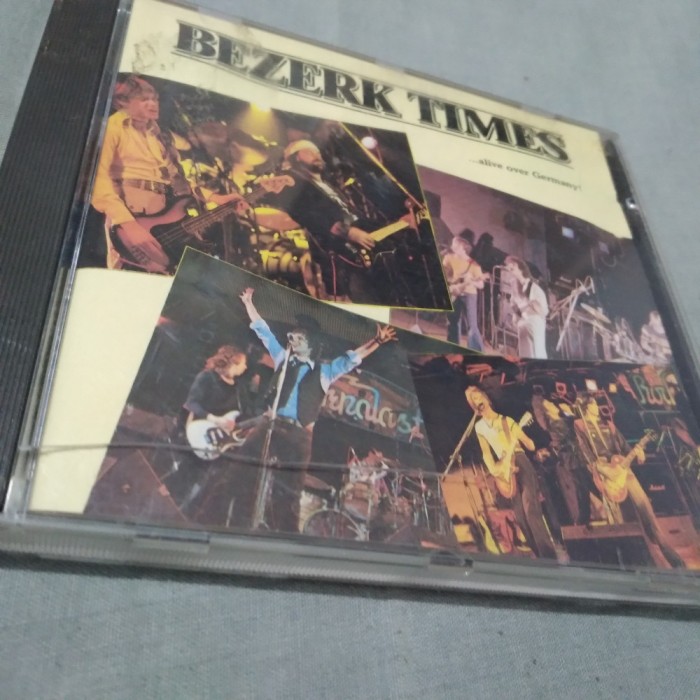 BEZERK TIMES
...alive over Germany!